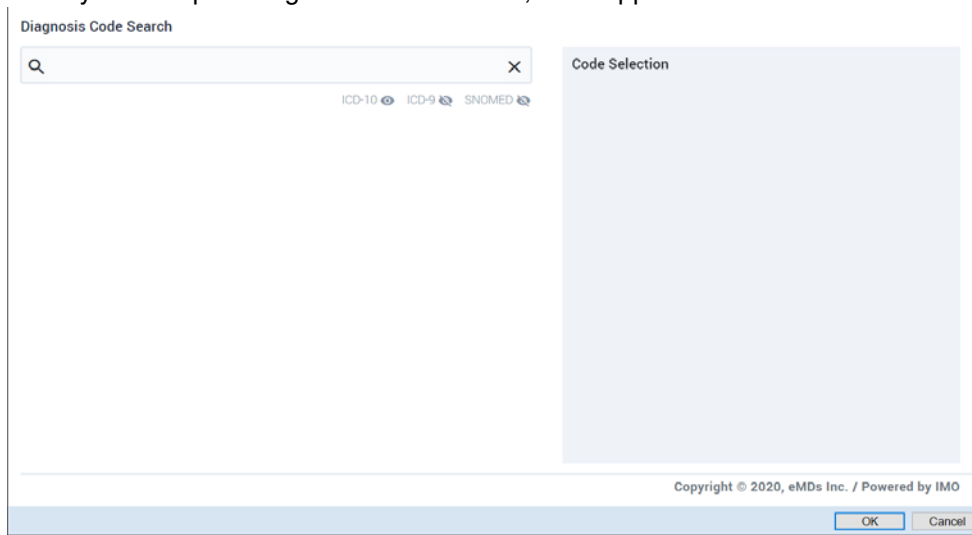 Diagnosis Code Search
Code Selection
ICD-10 ICD-9 SNOMED
Copyright © 2020, eMDs Inc. / Powered by IMO
OK Cancel